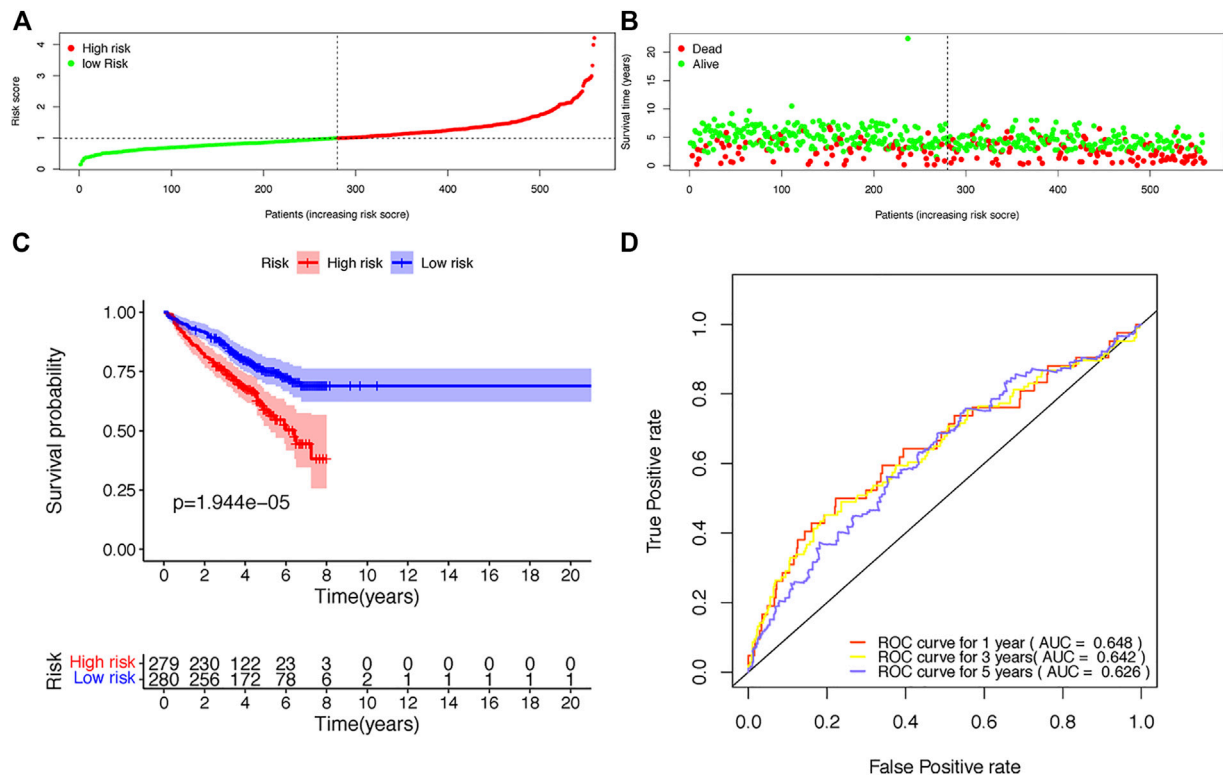 A
High risk
low Risk
Risk score
0 1 2 3 4
0 100 200 300 400 500
Patients (increasing risk socre)
B
Dead
Alive
Survival time (years)
0 5 10 15 20
0 100 200 300 400 500
Patients (increasing risk socre)
C
Risk High risk Low risk
Survival probability
1.00
0.75
0.50
0.25
0.00
p=1.944e−05
0 2 4 6 8 10 12 14 16 18 20
Time(years)
Risk
High risk 279 230 122 23 3 0 0 0 0 0 0
Low risk 280 256 172 78 6 2 1 1 1 1 1
0 2 4 6 8 10 12 14 16 18 20
Time(years)
D
True Positive rate
0.0 0.2 0.4 0.6 0.8 1.0
ROC curve for 1 year ( AUC = 0.648 )
ROC curve for 3 years( AUC = 0.642 )
ROC curve for 5 years ( AUC = 0.626 )
0.0 0.2 0.4 0.6 0.8 1.0
False Positive rate